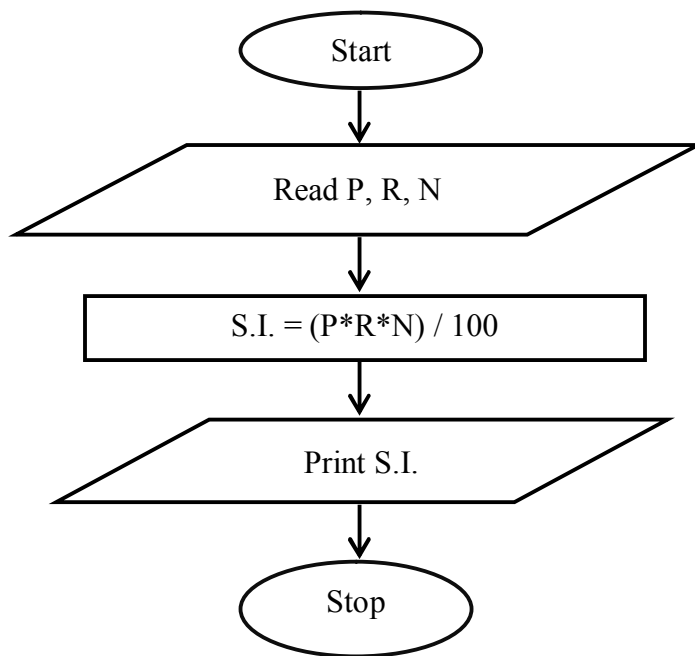 Start
Read P, R, N
S.I. = (P*R*N) / 100
Print S.I.
Stop